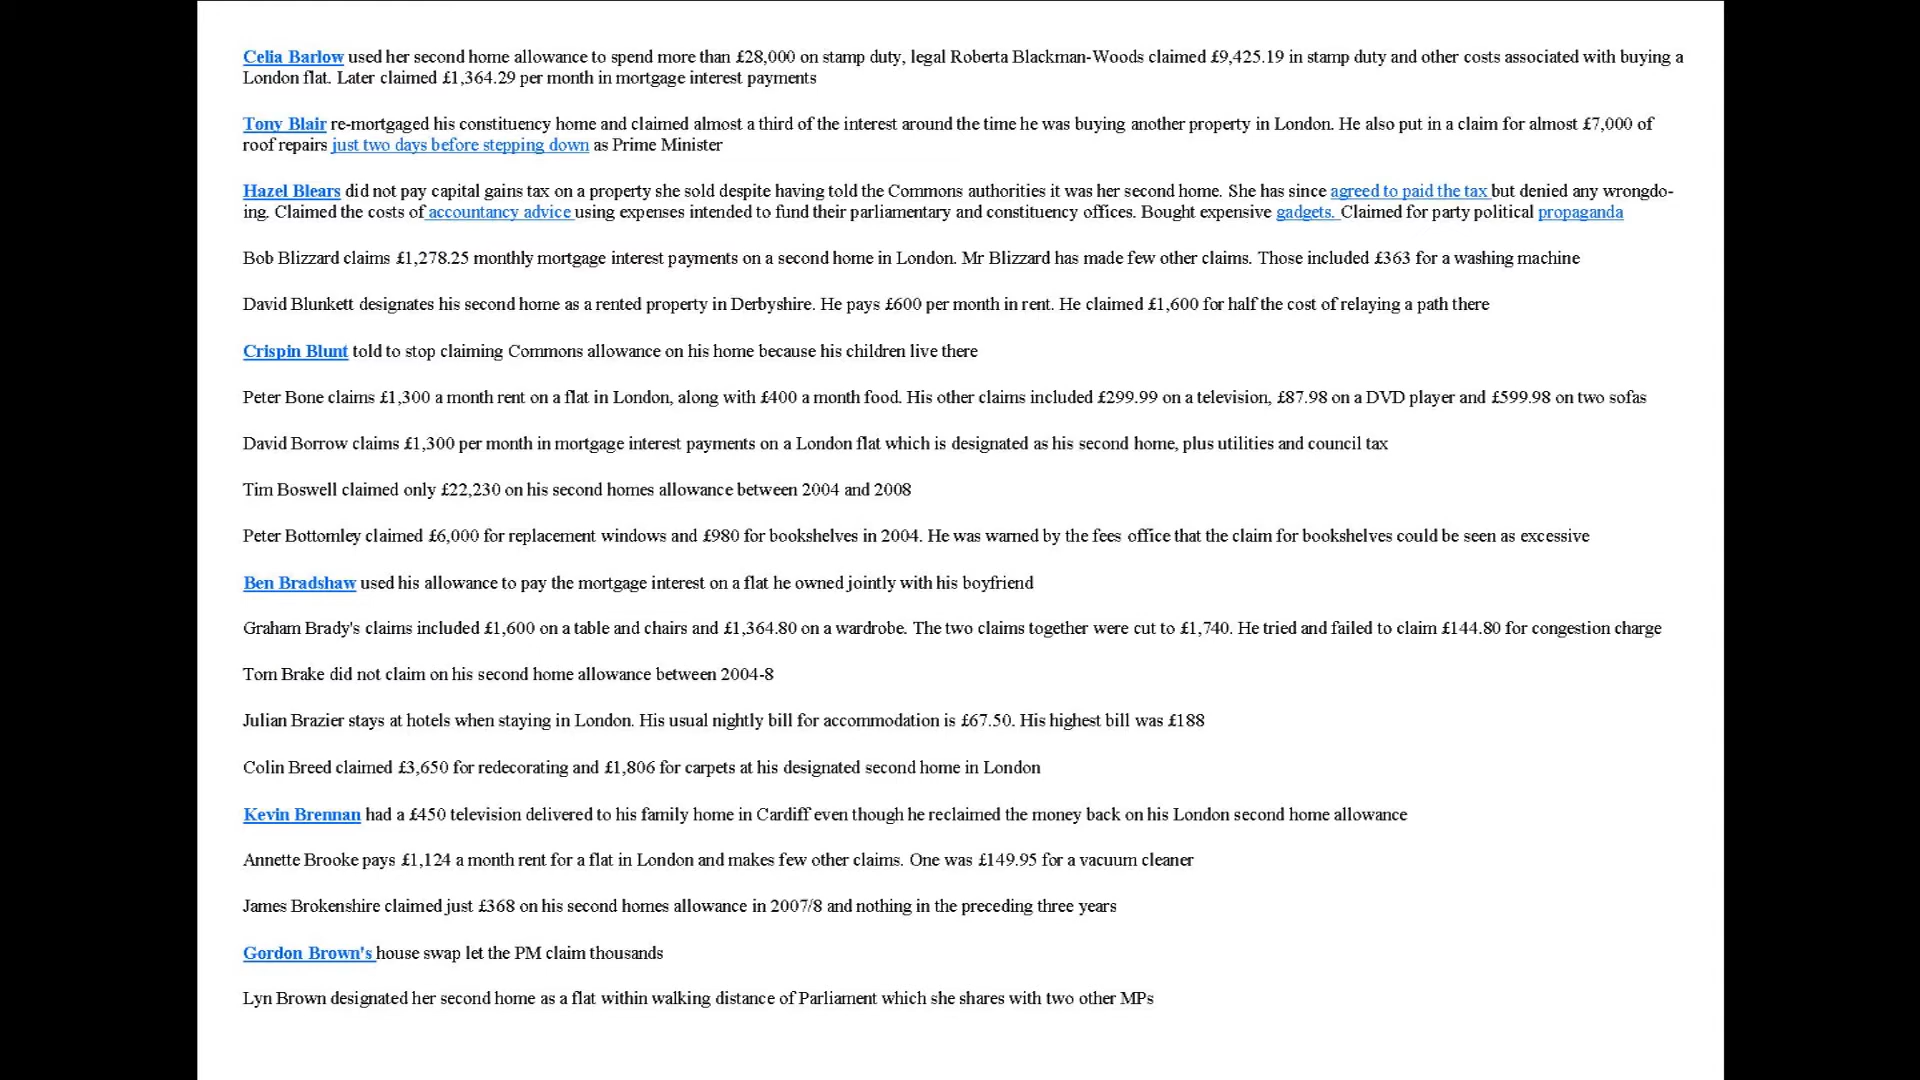 Celia Barlow used her second home allowance to spend more than £28,000 on stamp duty, legal Roberta Blackman-Woods claimed £9,425.19 in stamp duty and other costs associated with buying a
London flat. Later claimed £1,364.29 per month in mortgage interest payments
Tony Blair re-mortgaged his constituency home and claimed almost a third of the interest around the time he was buying another property in London. He also put in a claim for almost £7,000 of
roof repairs just two days before stepping down as Prime Minister
Hazel Blears did not pay capital gains tax on a property she sold despite having told the Commons authorities it was her second home. She has since agreed to paid the tax but denied any wrongdo-
ing. Claimed the costs of accountancy advice using expenses intended to fund their parliamentary and constituency offices. Bought expensive gadgets. Claimed for party political propaganda
Bob Blizzard claims £1,278.25 monthly mortgage interest payments on a second home in London. Mr Blizzard has made few other claims. Those included £363 for a washing machine
David Blunkett designates his second home as a rented property in Derbyshire. He pays £600 per month in rent. He claimed £1,600 for half the cost of relaying a path there
Crispin Blunt told to stop claiming Commons allowance on his home because his children live there
Peter Bone claims £1,300 a month rent on a flat in London, along with £400 a month food. His other claims included £299.99 on a television, £87.98 on a DVD player and £599.98 on two sofas
David Borrow claims £1,300 per month in mortgage interest payments on a London flat which is designated as his second home, plus utilities and council tax
Tim Boswell claimed only £22,230 on his second homes allowance between 2004 and 2008
Peter Bottomley claimed £6,000 for replacement windows and £980 for bookshelves in 2004. He was warned by the fees office that the claim for bookshelves could be seen as excessive
Ben Bradshaw used his allowance to pay the mortgage interest on a flat he owned jointly with his boyfriend
Graham Brady's claims included £1,600 on a table and chairs and £1,364.80 on a wardrobe. The two claims together were cut to £1,740. He tried and failed to claim £144.80 for congestion charge
Tom Brake did not claim on his second home allowance between 2004-8
Julian Brazier stays at hotels when staying in London. His usual nightly bill for accommodation is £67.50. His highest bill was £188
Colin Breed claimed £3,650 for redecorating and £1,806 for carpets at his designated second home in London
Kevin Brennan had a £450 television delivered to his family home in Cardiff even though he reclaimed the money back on his London second home allowance
Annette Brooke pays £1,124 a month rent for a flat in London and makes few other claims. One was £149.95 for a vacuum cleaner
James Brokenshire claimed just £368 on his second homes allowance in 2007/8 and nothing in the preceding three years
Gordon Brown's house swap let the PM claim thousands
Lyn Brown designated her second home as a flat within walking distance of Parliament which she shares with two other MPs